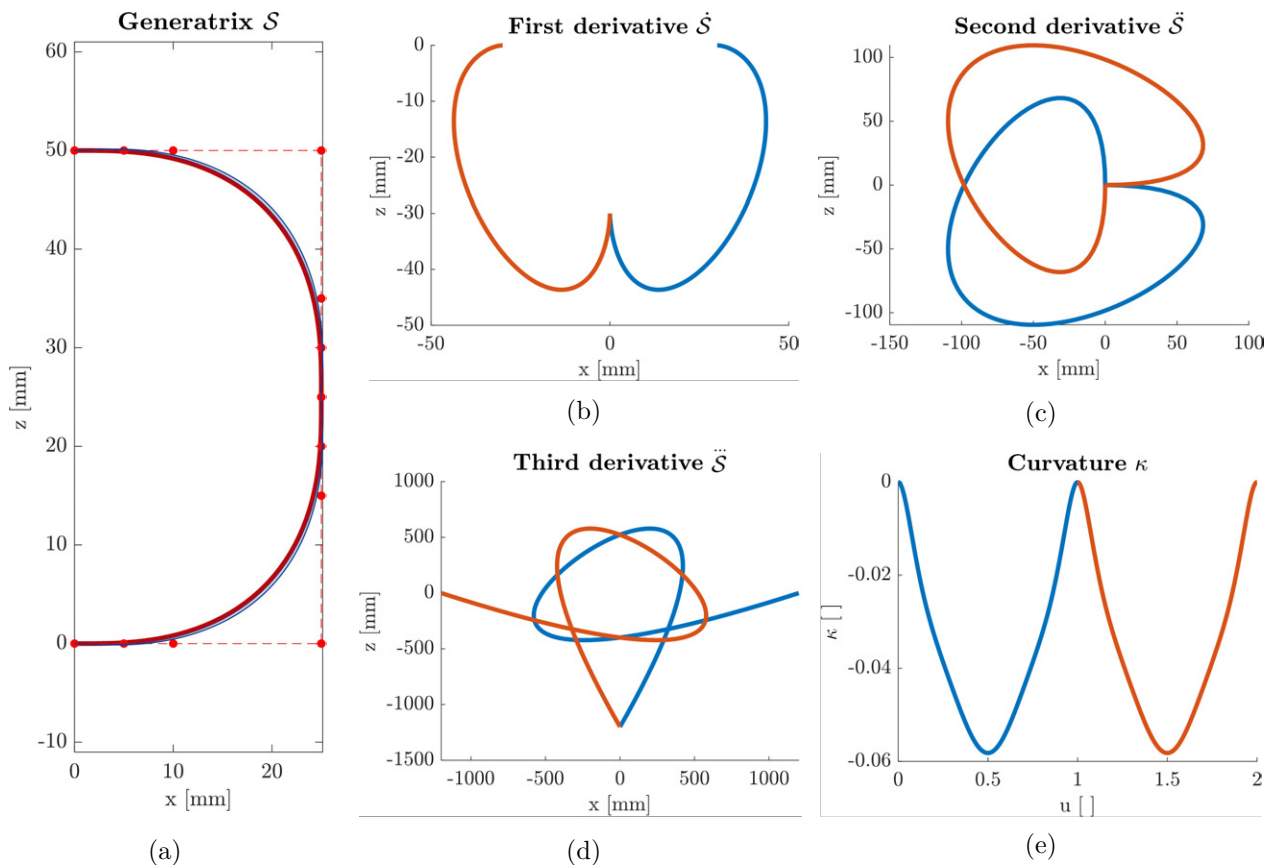 Generatrix S
60
50
40
30
20
10
0
-10
z [mm]
0 10 20
x [mm]
(a)
First derivative Ṡ
0
-10
-20
-30
-40
-50
z [mm]
-50 0 50
x [mm]
(b)
Second derivative S̈
100
50
0
-50
-100
z [mm]
-150 -100 -50 0 50 100
x [mm]
(c)
Third derivative S⃛
1000
500
0
-500
-1000
-1500
z [mm]
-1000 -500 0 500 1000
x [mm]
(d)
Curvature κ
0
-0.02
-0.04
-0.06
κ [ ]
0 0.5 1 1.5 2
u [ ]
(e)